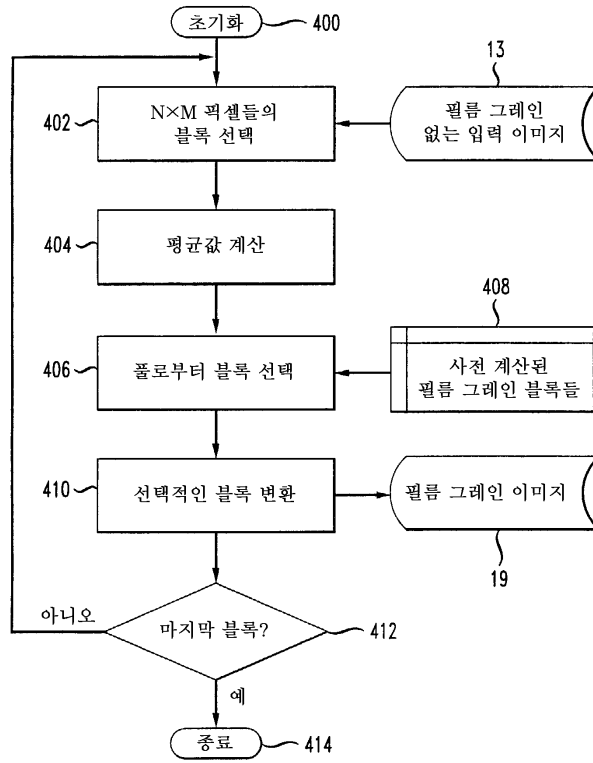 초기화
400
13
402
N×M 픽셀들의
블록 선택
필름 그레인
없는 입력 이미지
404
평균값 계산
408
406
풀로부터 블록 선택
사전 계산된
필름 그레인 블록들
410
선택적인 블록 변환
필름 그레인 이미지
19
아니오
마지막 블록?
412
예
종료
414